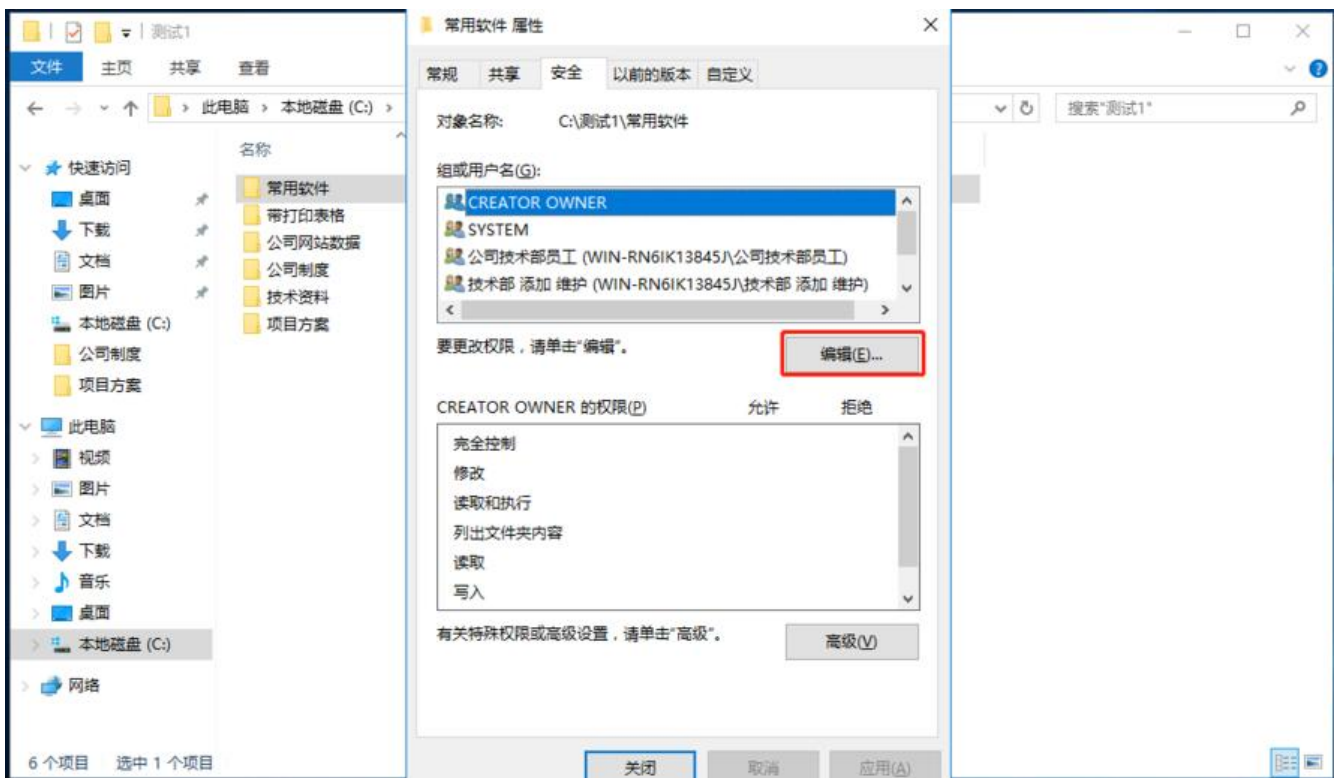 测试1
文件 主页 共享 查看
此电脑 本地磁盘 (C:)
搜索"测试1"
快速访问
桌面
下载
文档
图片
本地磁盘 (C:)
公司制度
项目方案
此电脑
视频
图片
文档
下载
音乐
桌面
本地磁盘 (C:)
网络
6 个项目 选中 1 个项目
名称
常用软件
带打印表格
公司网站数据
公司制度
技术资料
项目方案
常用软件 属性
常规 共享 安全 以前的版本 自定义
对象名称: C:\测试1\常用软件
组或用户名(G):
CREATOR OWNER
SYSTEM
公司技术部员工 (WIN-RN6IK13845J\公司技术部员工)
技术部 添加 维护 (WIN-RN6IK13845J\技术部 添加 维护)
要更改权限，请单击"编辑"。
编辑(E)...
CREATOR OWNER 的权限(P) 允许 拒绝
完全控制
修改
读取和执行
列出文件夹内容
读取
写入
有关特殊权限或高级设置，请单击"高级"。
高级(V)
关闭 取消 应用(A)